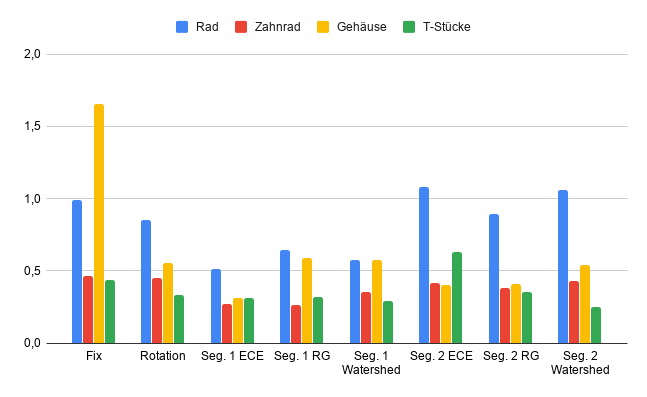 Rad Zahnrad Gehäuse T-Stücke
2,0
1,5
1,0
0,5
0,0
Fix Rotation Seg. 1 ECE Seg. 1 RG Seg. 1 Watershed Seg. 2 ECE Seg. 2 RG Seg. 2 Watershed